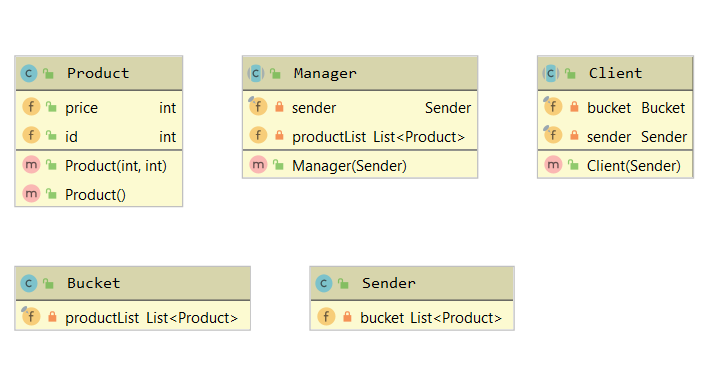 Product
price int
id int
Product(int, int)
Product()
Manager
sender Sender
productList List<Product>
Manager(Sender)
Client
bucket Bucket
sender Sender
Client(Sender)
Bucket
productList List<Product>
Sender
bucket List<Product>